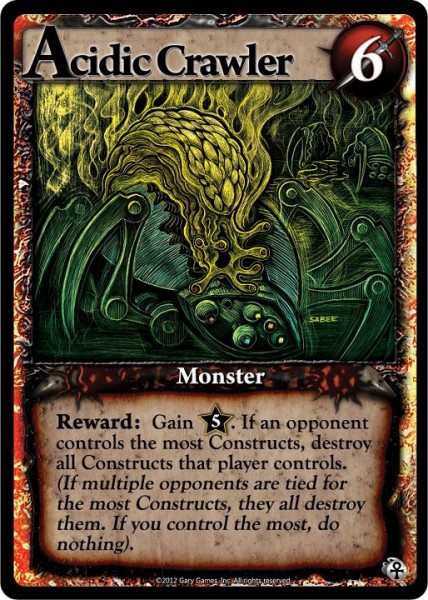 Acidic Crawler
6
SABEE
Monster
Reward: Gain 5. If an opponent
controls the most Constructs, destroy
all Constructs that player controls.
(If multiple opponents are tied for
the most Constructs, they all destroy
them. If you control the most, do
nothing).
©2012 Gary Games, Inc. All rights reserved.